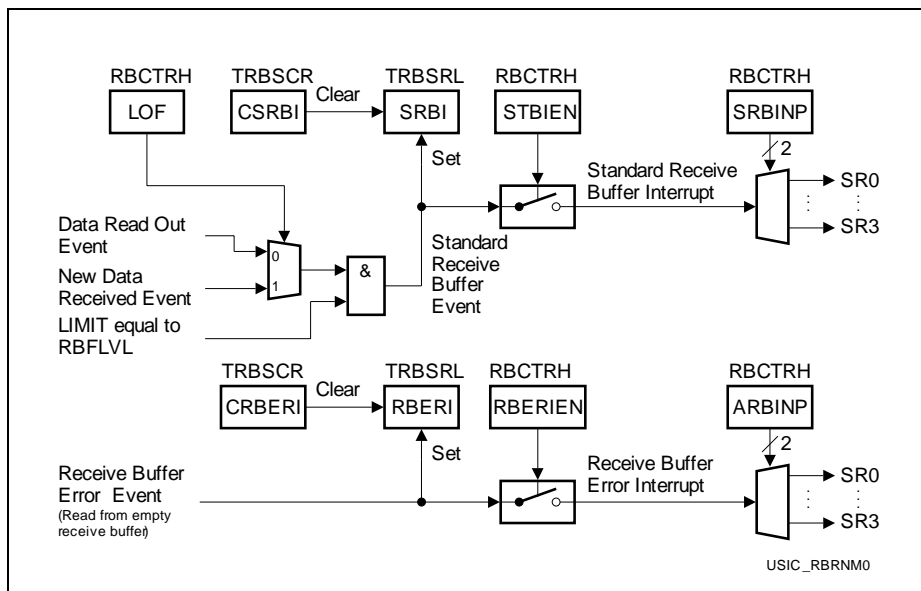 RBCTRH
TRBSCR
TRBSRL
RBCTRH
RBCTRH
LOF
CSRBI
Clear
SRBI
STBIEN
SRBINP
Set
2
Standard Receive
Buffer Interrupt
SR0
SR3
Data Read Out
Event
0
New Data
Received Event
1
&
Standard
Receive
Buffer
Event
LIMIT equal to
RBFLVL
TRBSCR
TRBSRL
RBCTRH
RBCTRH
CRBERI
Clear
RBERI
RBERIEN
ARBINP
Set
2
Receive Buffer
Error Event
(Read from empty
receive buffer)
Receive Buffer
Error Interrupt
SR0
SR3
USIC_RBRNM0